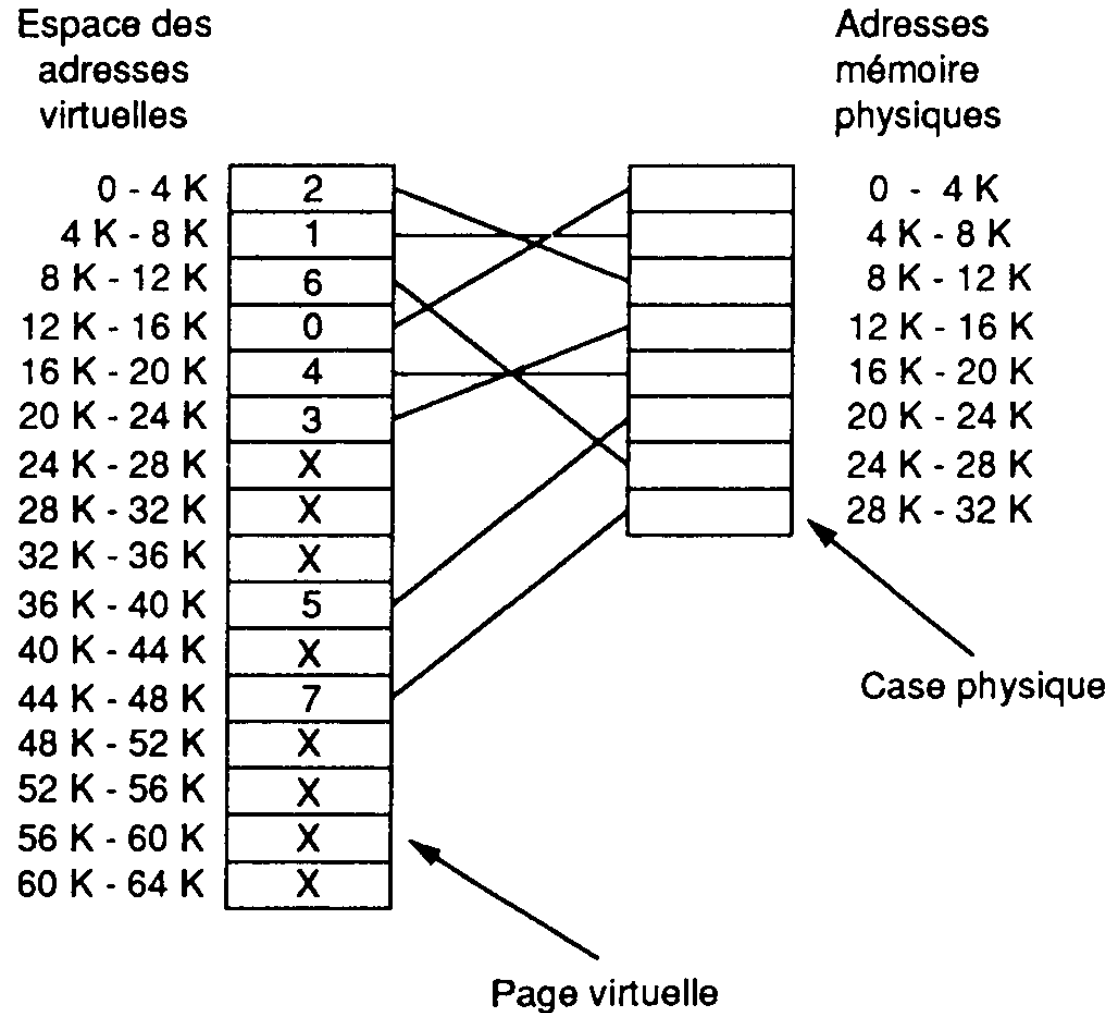 Espace des
adresses
virtuelles
Adresses
mémoire
physiques
0 - 4 K 2 0 - 4 K
4 K - 8 K 1 4 K - 8 K
8 K - 12 K 6 8 K - 12 K
12 K - 16 K 0 12 K - 16 K
16 K - 20 K 4 16 K - 20 K
20 K - 24 K 3 20 K - 24 K
24 K - 28 K X 24 K - 28 K
28 K - 32 K X 28 K - 32 K
32 K - 36 K X
36 K - 40 K 5
40 K - 44 K X
44 K - 48 K 7
48 K - 52 K X
52 K - 56 K X
56 K - 60 K X
60 K - 64 K X
Case physique
Page virtuelle